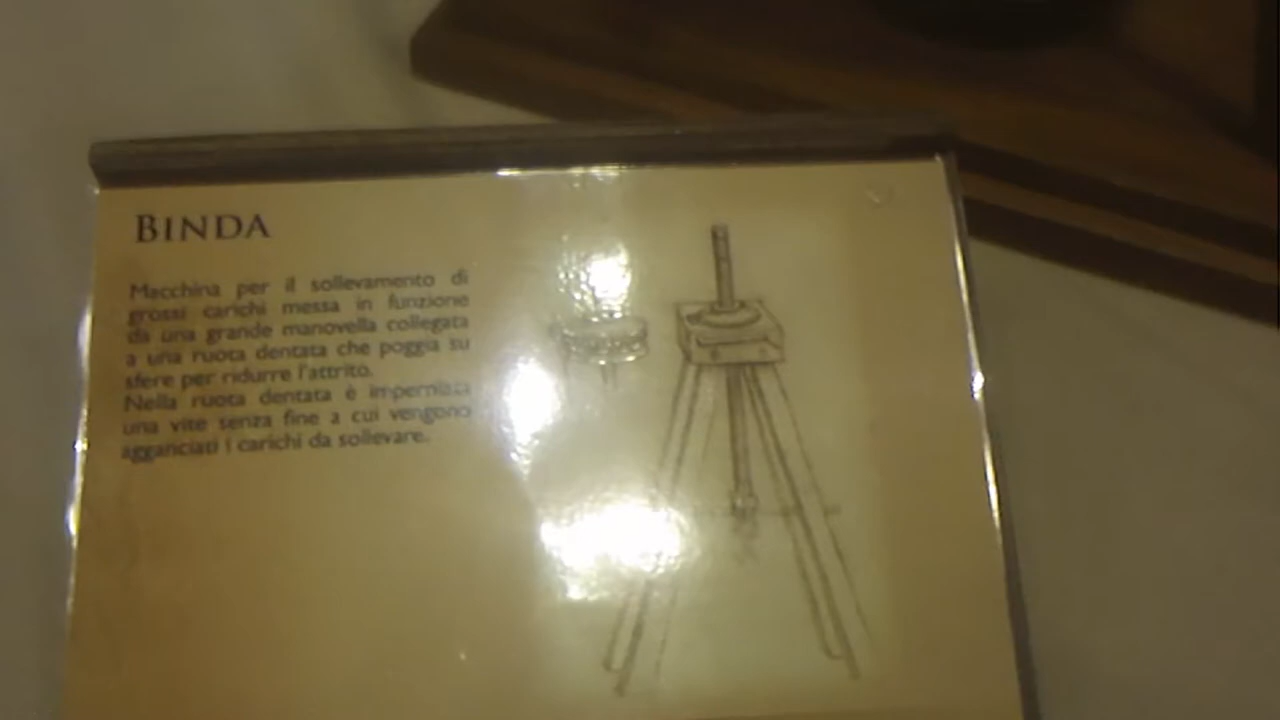 BINDA
Macchina per il sollevamento di
grossi carichi messa in funzione
da una grande manovella collegata
a una ruota dentata che poggia su
sfere per ridurre l'attrito.
Nella ruota dentata è imperniata
una vite senza fine a cui vengono
agganciati i carichi da sollevare.